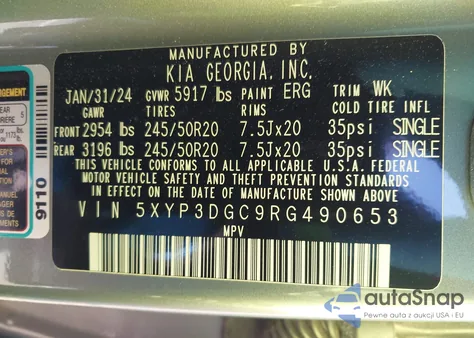 MANUFACTURED BY
KIA GEORGIA, INC.
JAN/31/24 GVWR 5917 lbs PAINT ERG TRIM WK
GAWR TIRES RIMS COLD TIRE INFL
FRONT 2954 lbs 245/50R20 7.5Jx20 35psi SINGLE
REAR 3196 lbs 245/50R20 7.5Jx20 35psi SINGLE
THIS VEHICLE CONFORMS TO ALL APPLICABLE U.S.A. FEDERAL
MOTOR VEHICLE SAFETY AND THEFT PREVENTION STANDARDS
IN EFFECT ON THE DATE OF MANUFACTURE SHOWN ABOVE.
VIN 5XYP3DGC9RG490653
MPV
9110
autoSnap
Pewne auta z aukcji USA i EU